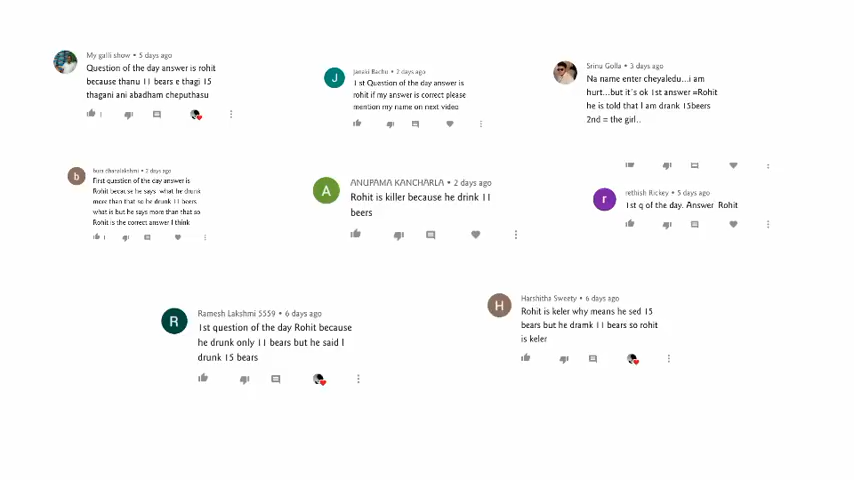 My galli show • 5 days ago
Question of the day answer is rohit
because thanu 11 bears e thagi 15
thagani ani abadham cheputhasu
1
J
Janaki Bachu • 2 days ago
1 st Question of the day answer is
rohit if my answer is correct please
mention my name on next video
Srinu Golla • 3 days ago
Na name enter cheyaledu...i am
hurt...but it's ok 1st answer =Rohit
he is told that I am drank 15beers
2nd = the girl..
b
• 2 days ago
First question of the day answer is
Rohit because he says what he drunk
more than that so he drunk 11 beers
what is but he says more than that so
Rohit is the correct answer I think
1
A
ANUPAMA KANCHARLA • 2 days ago
Rohit is killer because he drink 11
beers
r
rethish Rickey • 5 days ago
1st q of the day. Answer Rohit
R
Ramesh Lakshmi 5559 • 6 days ago
1st question of the day Rohit because
he drunk only 11 bears but he said I
drunk 15 bears
H
Harshitha Sweety • 6 days ago
Rohit is keler why means he sed 15
bears but he dramk 11 bears so rohit
is keler